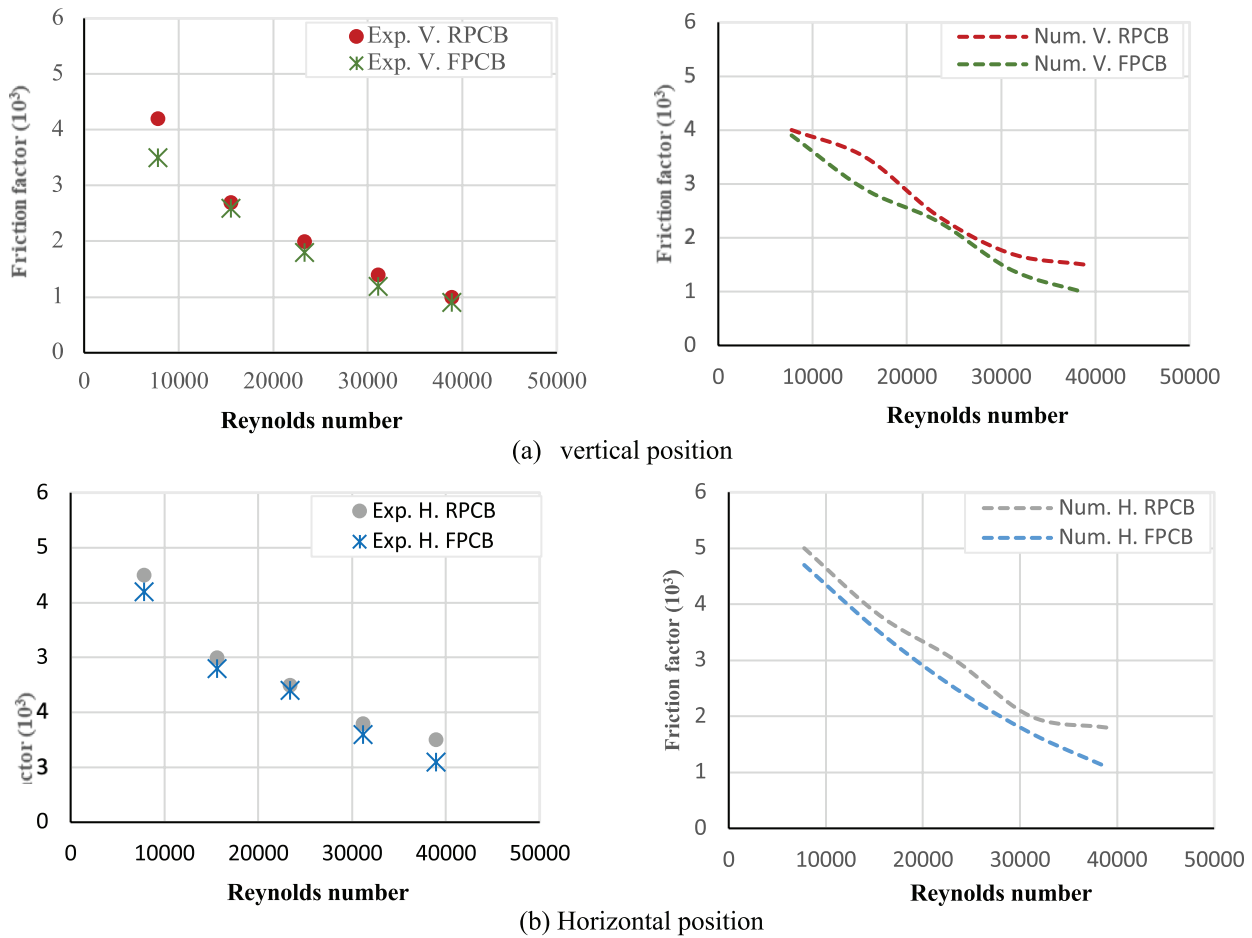 6
5
4
3
2
1
0
Friction factor (10³)
Exp. V. RPCB
Exp. V. FPCB
0 10000 20000 30000 40000 50000
Reynolds number
6
5
4
3
2
1
0
Friction factor (10³)
Num. V. RPCB
Num. V. FPCB
0 10000 20000 30000 40000 50000
Reynolds number
(a) vertical position
6
5
4
3
4
3
0
ctor (10³)
Exp. H. RPCB
Exp. H. FPCB
0 10000 20000 30000 40000 50000
Reynolds number
6
5
4
3
2
1
0
Friction factor (10³)
Num. H. RPCB
Num. H. FPCB
0 10000 20000 30000 40000 50000
Reynolds number
(b) Horizontal position